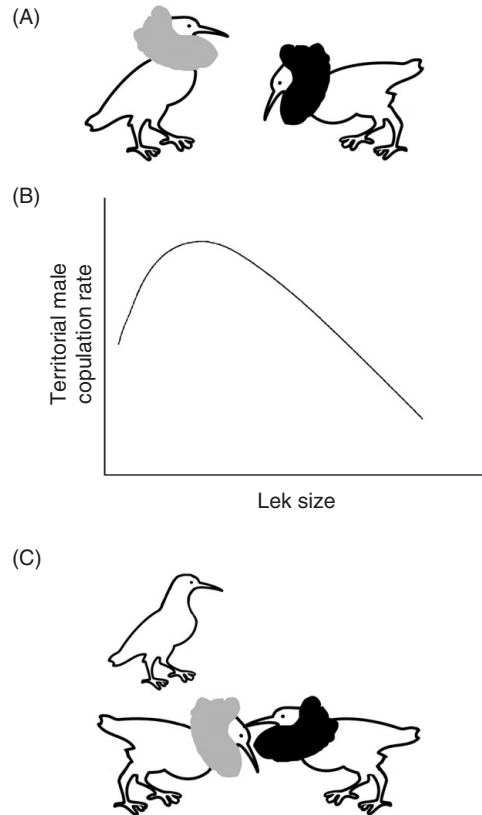 (A)
(B)
Territorial male
copulation rate
Lek size
(C)